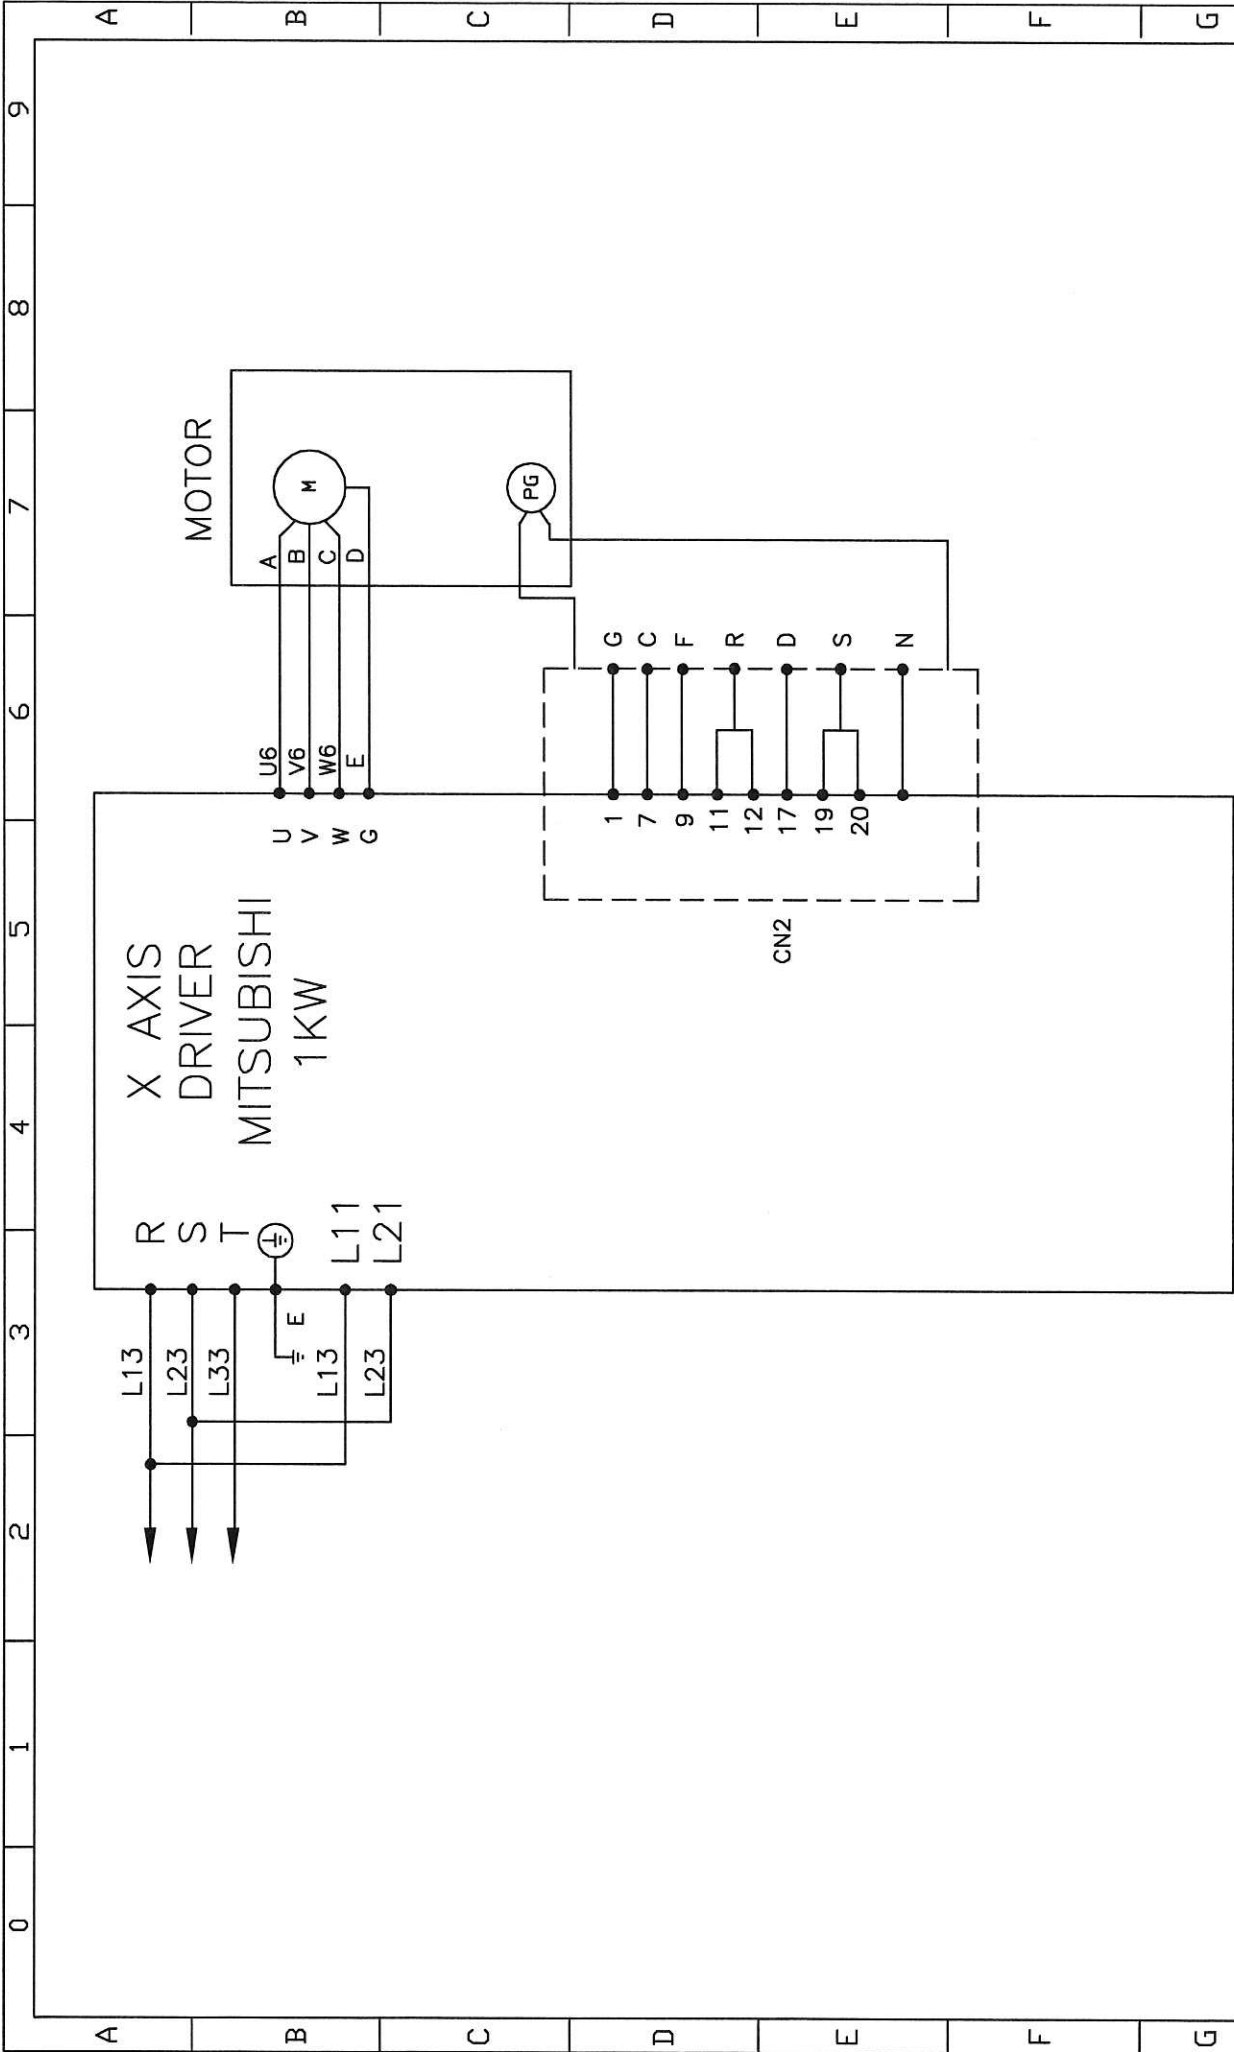 0 1 2 3 4 5 6 7 8 9
A A
B B
C C
D D
E E
F F
G G
X AXIS
DRIVER
MITSUBISHI
1KW
MOTOR
L13 R
L23 S
L33 T
E
L13 L11
L23 L21
U U6 A
V V6 B
W W6 C
G E D
M
PG
1 G
7 C
9 F
11 R
12
17 D
19 S
20
N
CN2